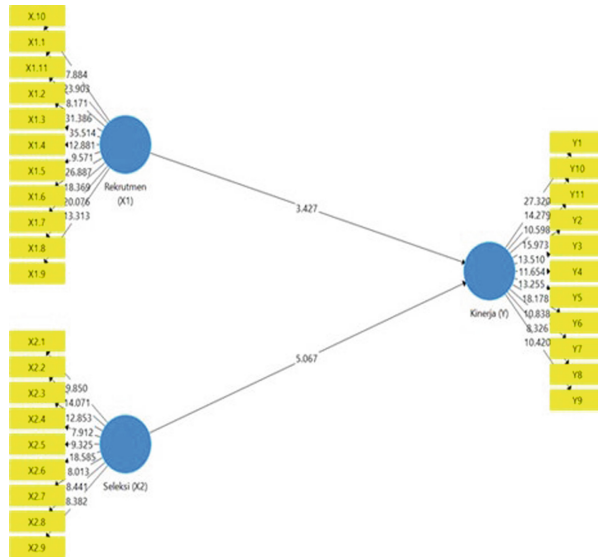 X.10
X1.1
X1.11
X1.2
X1.3
X1.4
X1.5
X1.6
X1.7
X1.8
X1.9
7.884
23.903
8.171
31.386
35.514
12.881
9.571
26.887
18.369
20.076
13.313
Rekrutmen
(X1)
3.427
X2.1
X2.2
X2.3
X2.4
X2.5
X2.6
X2.7
X2.8
X2.9
9.850
14.071
12.853
7.912
9.325
18.585
8.013
8.441
8.382
Seleksi (X2)
5.067
Kinerja (Y)
27.320
14.279
10.598
15.973
13.510
11.654
13.255
18.178
10.838
8.326
10.420
Y1
Y10
Y11
Y2
Y3
Y4
Y5
Y6
Y7
Y8
Y9